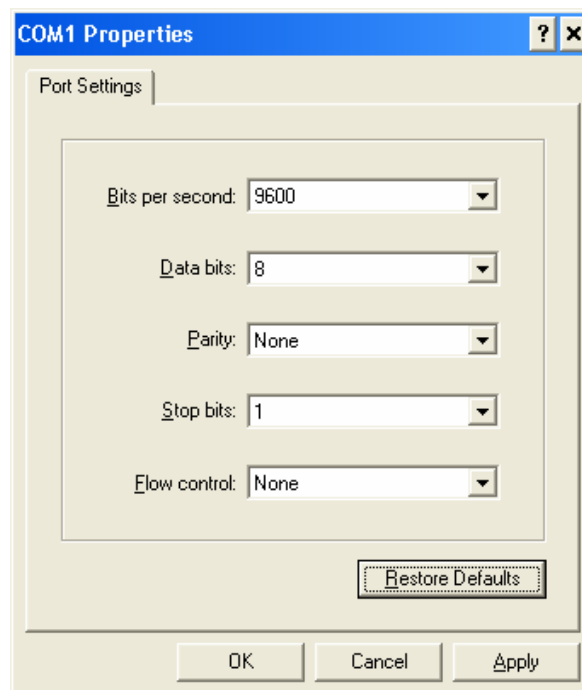 COM1 Properties
Port Settings
Bits per second: 9600
Data bits: 8
Parity: None
Stop bits: 1
Flow control: None
Restore Defaults
OK Cancel Apply